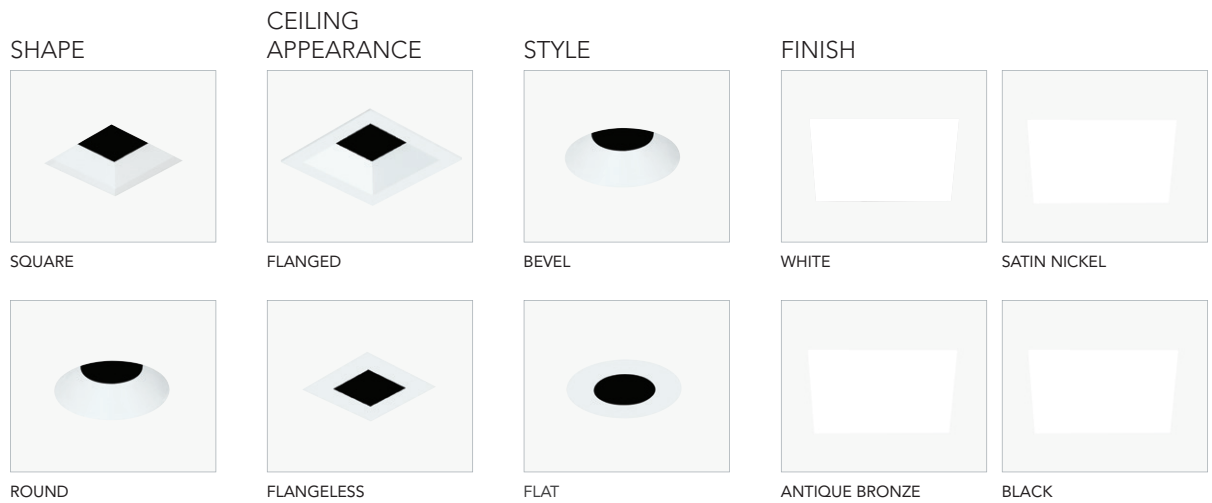 SHAPE
CEILING
APPEARANCE
STYLE
FINISH
SQUARE
FLANGED
BEVEL
WHITE
SATIN NICKEL
ROUND
FLANGELESS
FLAT
ANTIQUE BRONZE
BLACK